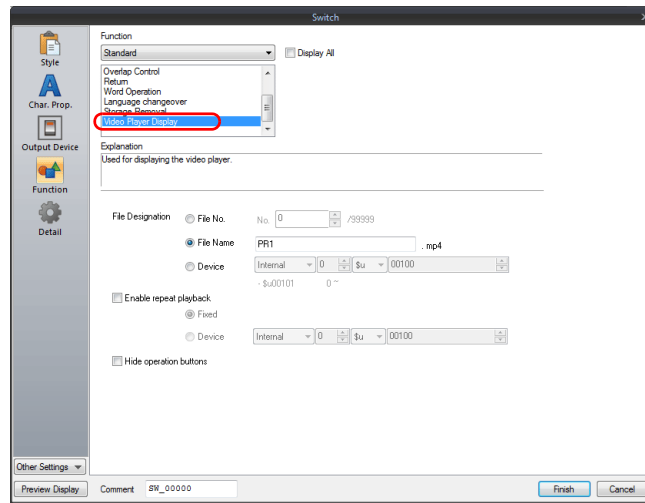 Switch
Style
Char. Prop.
Output Device
Function
Detail
Other Settings
Preview Display
Function
Standard
Display All
Overlap Control
Return
Word Operation
Language changeover
Storage Removal
Video Player Display
Explanation
Used for displaying the video player.
File Designation File No. No. 0 /99999
File Name PR1 . mp4
Device Internal 0 $u 00100
- $u00101 0 ~
Enable repeat playback
Fixed
Device Internal 0 $u 00100
Hide operation buttons
Comment SW_00000 Finish Cancel